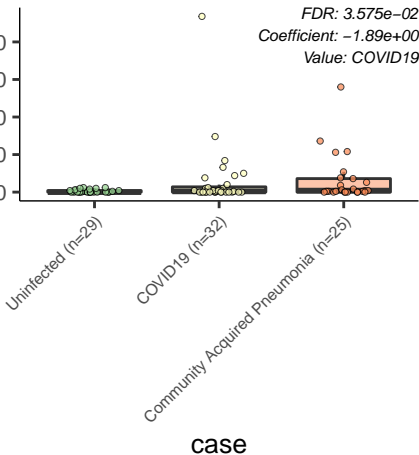 FDR: 3.575e−02
Coefficient: −1.89e+00
Value: COVID19
Uninfected (n=29)
COVID19 (n=32)
Community Acquired Pneumonia (n=25)
case